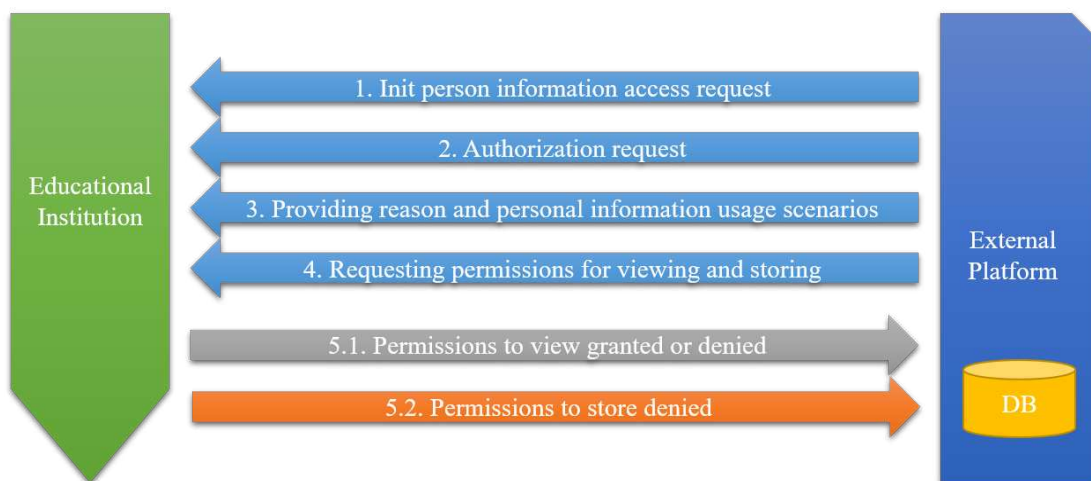 Educational
Institution
1. Init person information access request
2. Authorization request
3. Providing reason and personal information usage scenarios
4. Requesting permissions for viewing and storing
5.1. Permissions to view granted or denied
5.2. Permissions to store denied
External
Platform
DB